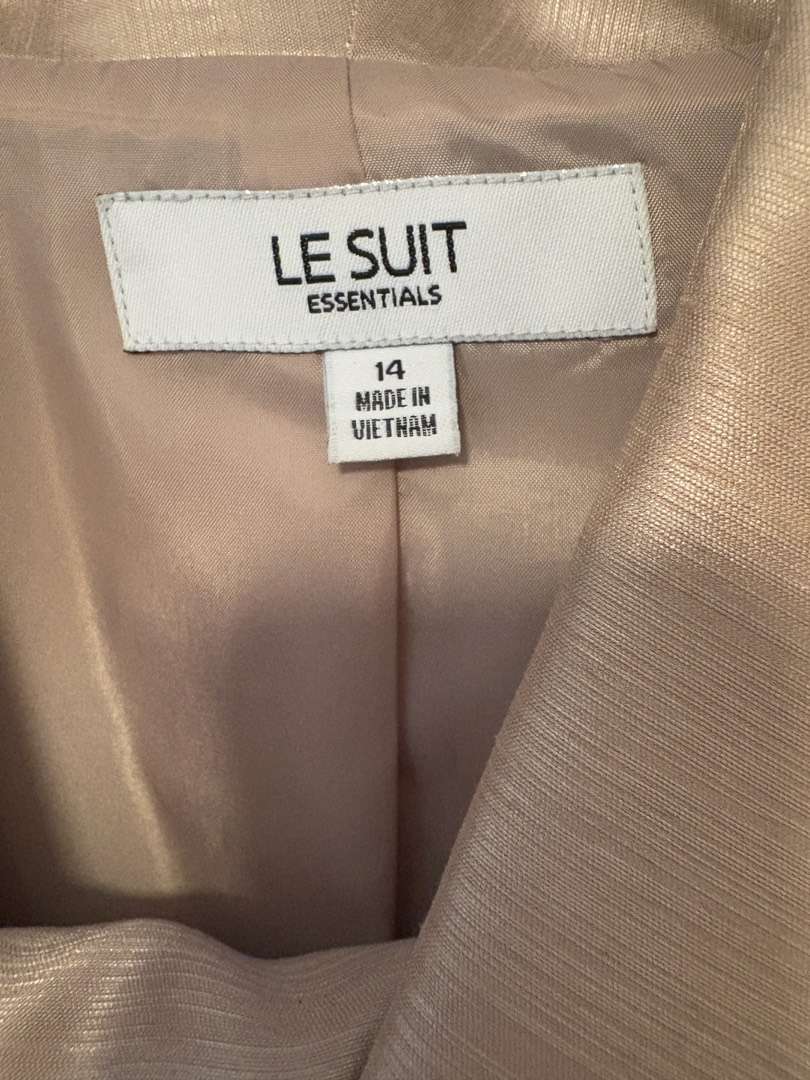 LE SUIT
ESSENTIALS
14
MADE IN
VIETNAM